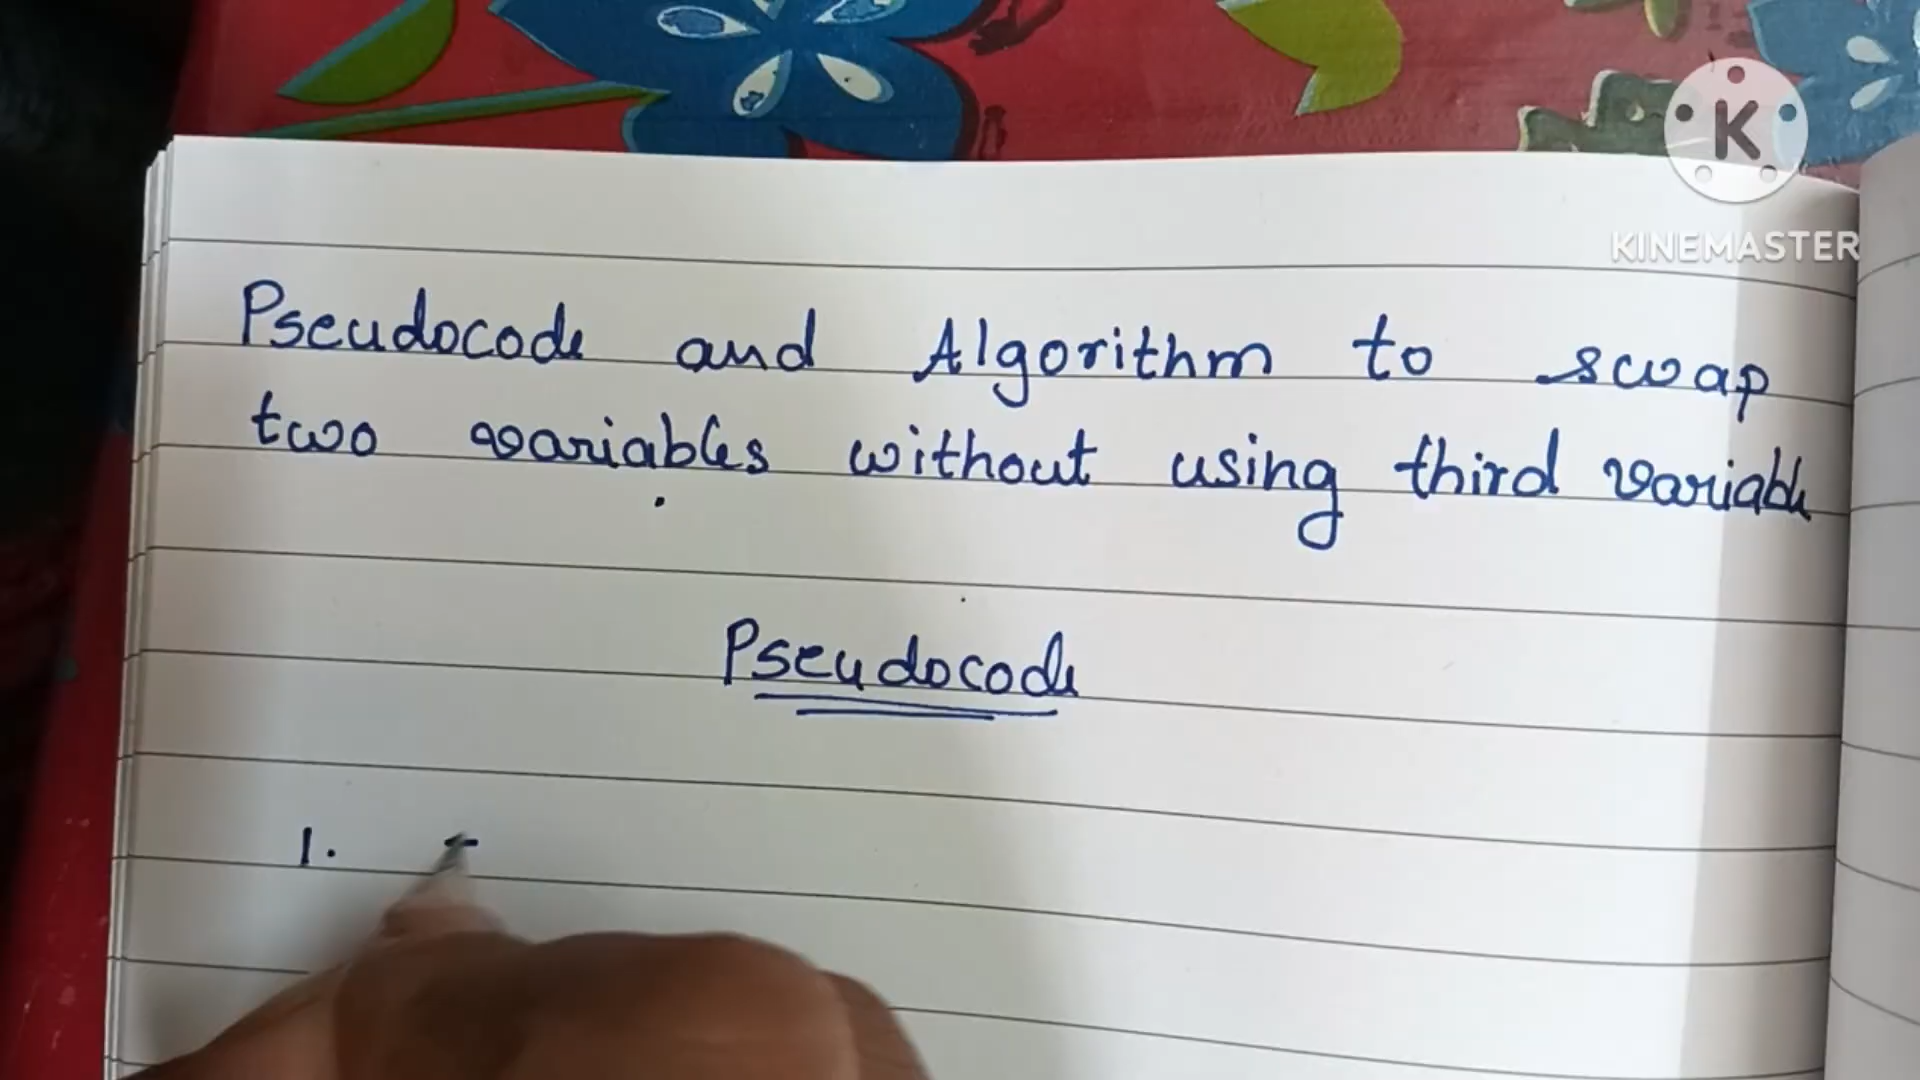 K
KINEMASTER
Pseudocode and Algorithm to swap
two variables without using third variable
Pseudocode
1.